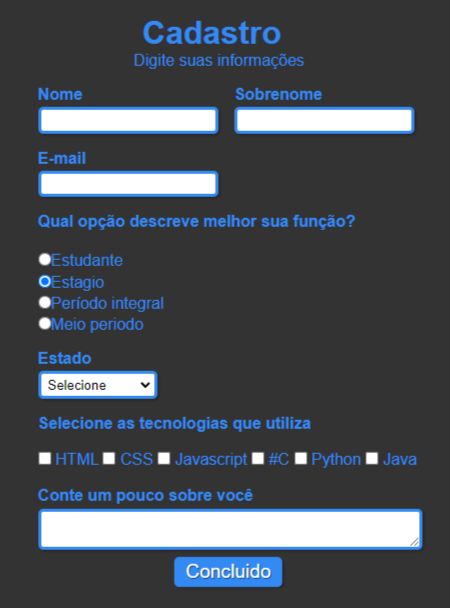 Cadastro
Digite suas informações
Nome Sobrenome
E-mail
Qual opção descreve melhor sua função?
Estudante
Estagio
Período integral
Meio periodo
Estado
Selecione
Selecione as tecnologias que utiliza
HTML CSS Javascript #C Python Java
Conte um pouco sobre você
Concluido